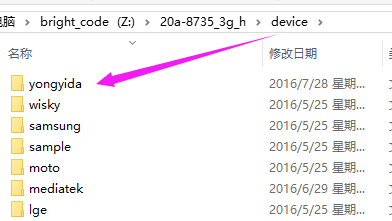 电脑 › bright_code (Z:) › 20a-8735_3g_h › device ›
名称 修改日期
yongyida 2016/7/28 星期...
wisky 2016/5/25 星期...
samsung 2016/5/25 星期...
sample 2016/5/25 星期...
moto 2016/5/25 星期...
mediatek 2016/6/29 星期...
lge 2016/5/25 星期...